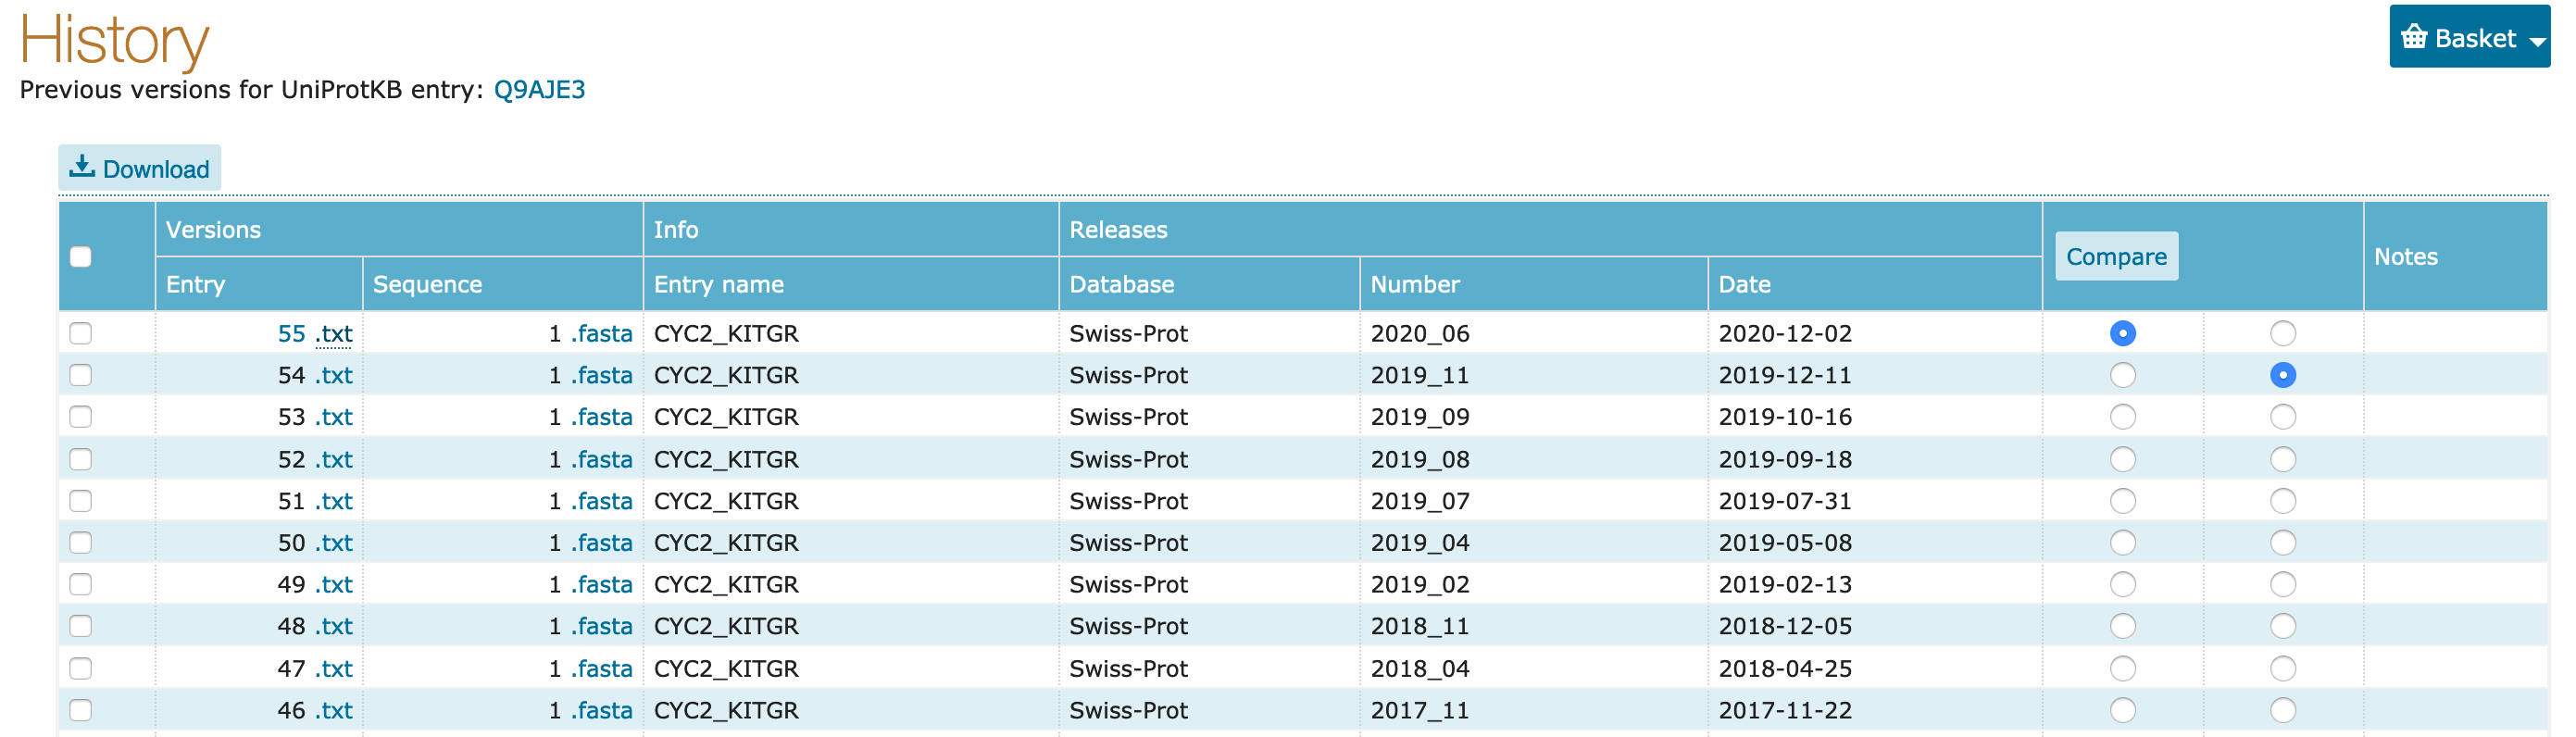 History
Basket
Previous versions for UniProtKB entry: Q9AJE3
Download
Versions Info Releases Compare Notes
Entry Sequence Entry name Database Number Date
55 .txt 1 .fasta CYC2_KITGR Swiss-Prot 2020_06 2020-12-02
54 .txt 1 .fasta CYC2_KITGR Swiss-Prot 2019_11 2019-12-11
53 .txt 1 .fasta CYC2_KITGR Swiss-Prot 2019_09 2019-10-16
52 .txt 1 .fasta CYC2_KITGR Swiss-Prot 2019_08 2019-09-18
51 .txt 1 .fasta CYC2_KITGR Swiss-Prot 2019_07 2019-07-31
50 .txt 1 .fasta CYC2_KITGR Swiss-Prot 2019_04 2019-05-08
49 .txt 1 .fasta CYC2_KITGR Swiss-Prot 2019_02 2019-02-13
48 .txt 1 .fasta CYC2_KITGR Swiss-Prot 2018_11 2018-12-05
47 .txt 1 .fasta CYC2_KITGR Swiss-Prot 2018_04 2018-04-25
46 .txt 1 .fasta CYC2_KITGR Swiss-Prot 2017_11 2017-11-22